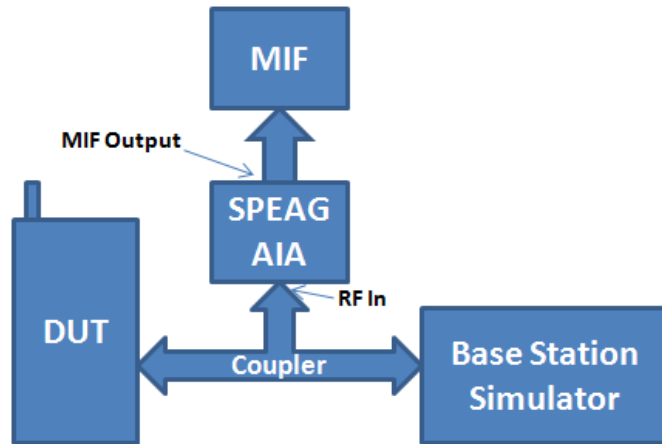 MIF
MIF Output
SPEAG
AIA
RF In
DUT
Coupler
Base Station
Simulator